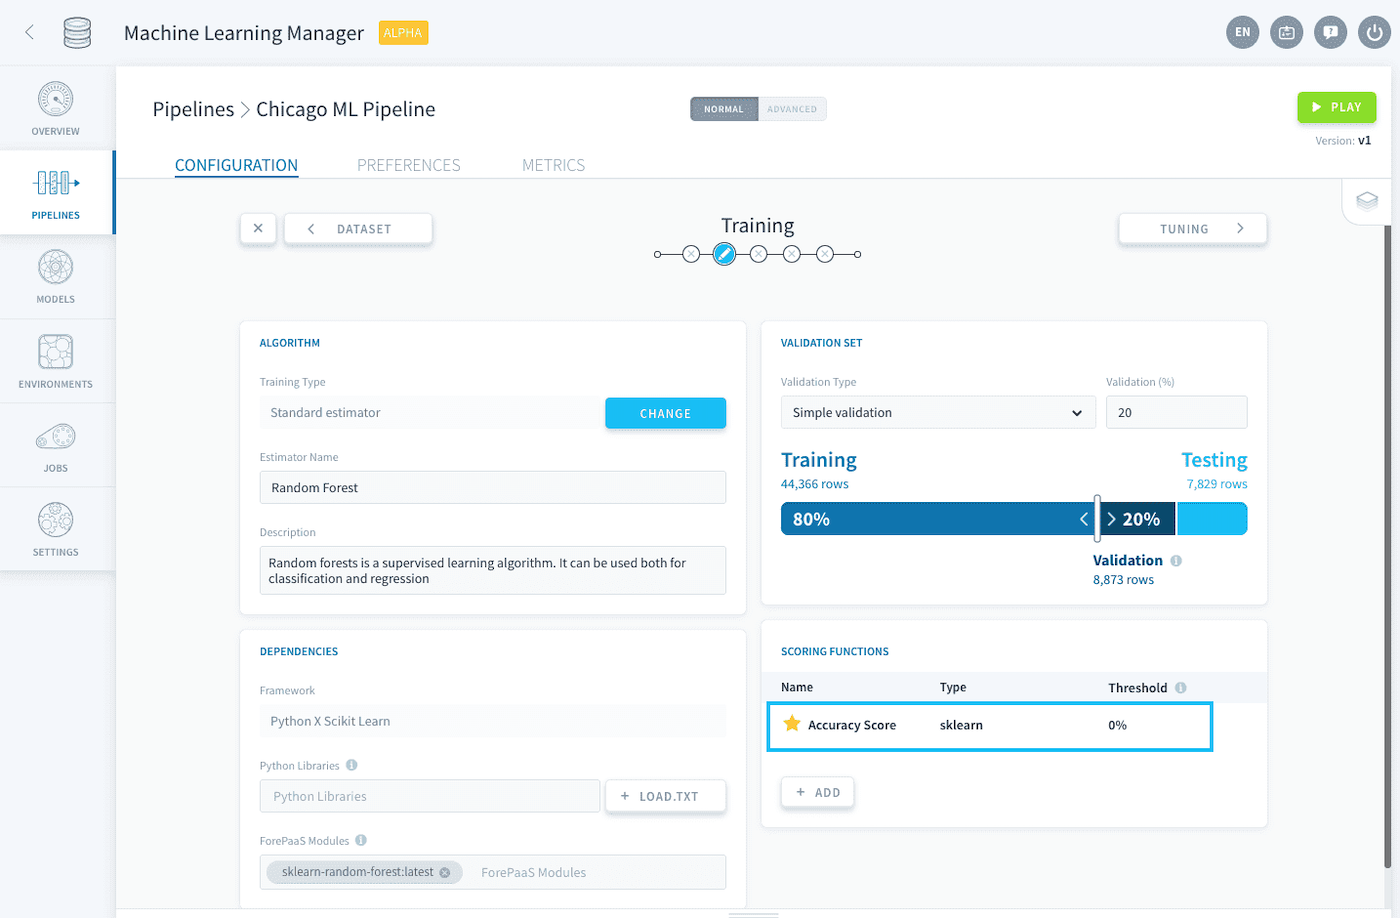 Machine Learning Manager ALPHA
EN
OVERVIEW
PIPELINES
MODELS
ENVIRONMENTS
JOBS
SETTINGS
Pipelines > Chicago ML Pipeline
NORMAL ADVANCED
PLAY
Version: v1
CONFIGURATION PREFERENCES METRICS
DATASET
Training
TUNING
ALGORITHM
Training Type
Standard estimator
CHANGE
Estimator Name
Random Forest
Description
Random forests is a supervised learning algorithm. It can be used both for
classification and regression
DEPENDENCIES
Framework
Python X Scikit Learn
Python Libraries
Python Libraries
+ LOAD.TXT
ForePaaS Modules
sklearn-random-forest:latest
ForePaaS Modules
VALIDATION SET
Validation Type Validation (%)
Simple validation 20
Training Testing
44,366 rows 7,829 rows
80% 20%
Validation
8,873 rows
SCORING FUNCTIONS
Name Type Threshold
Accuracy Score sklearn 0%
+ ADD